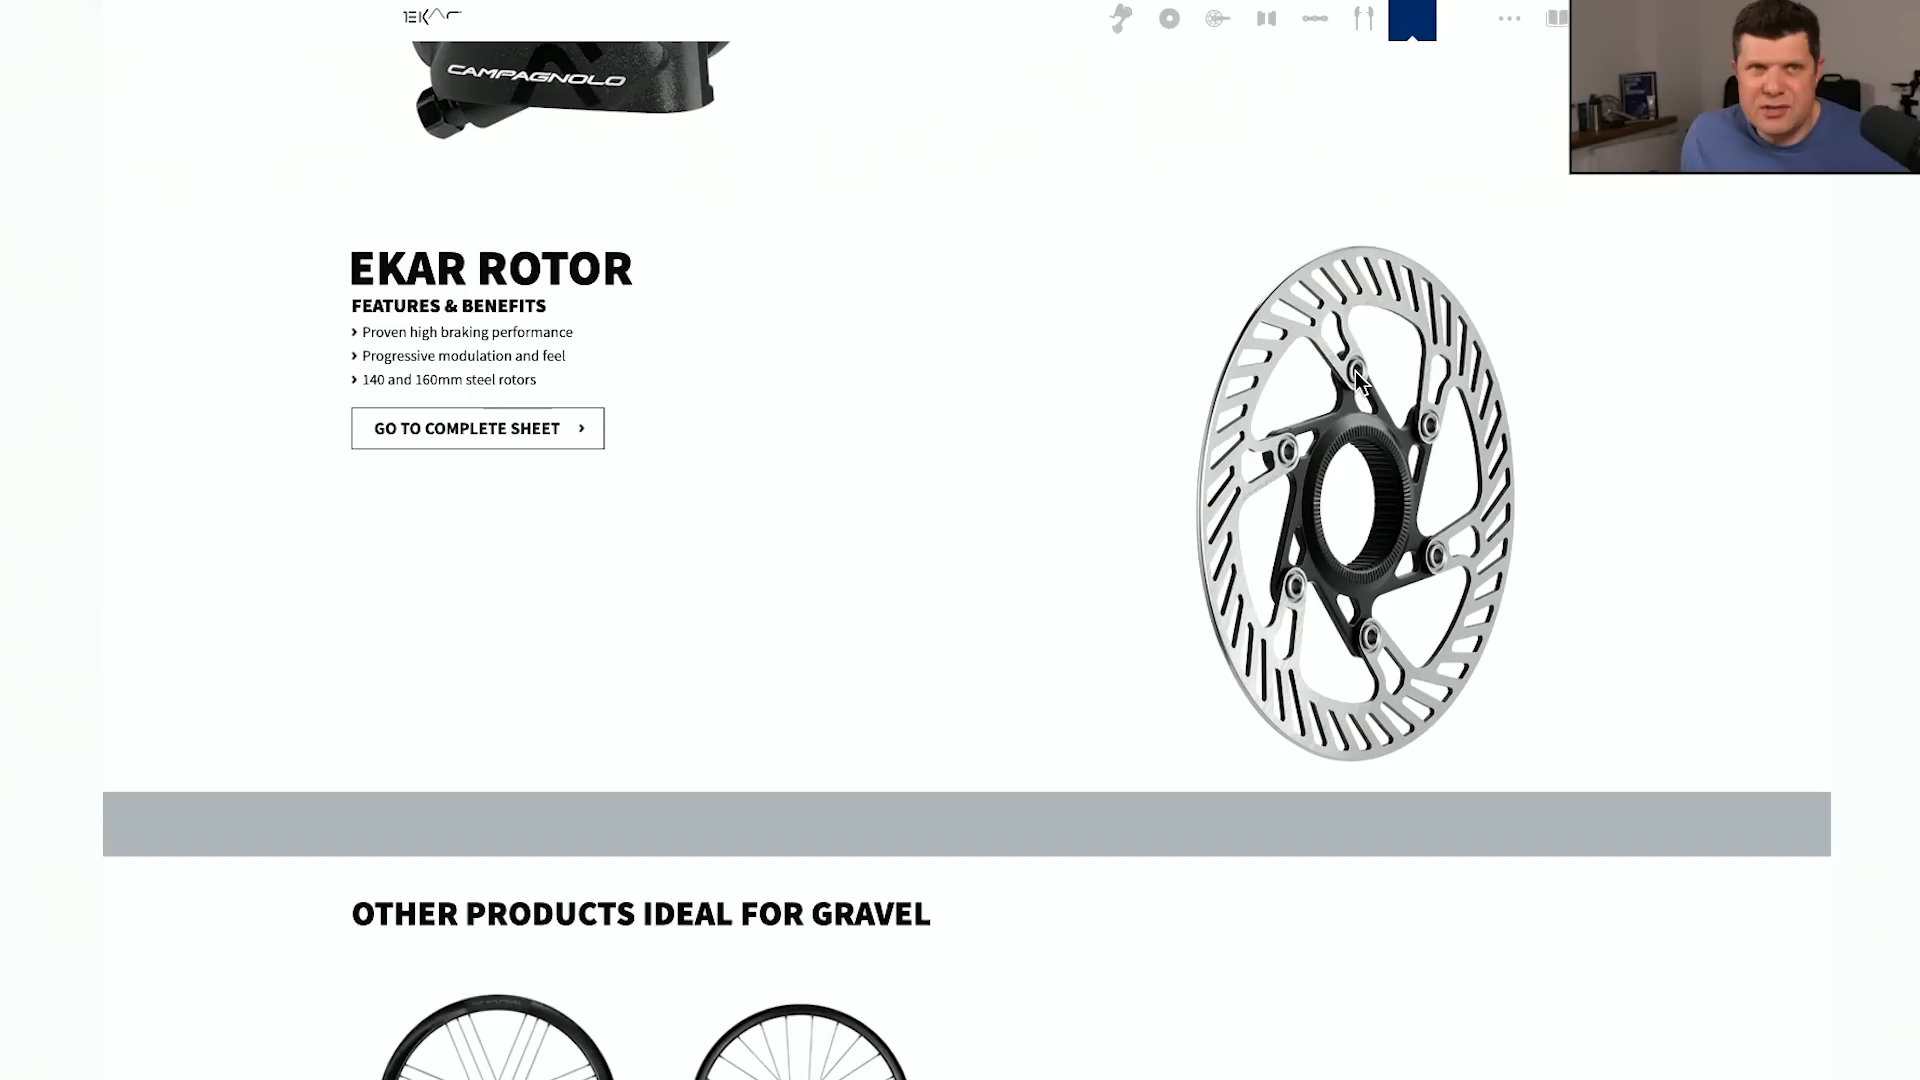 EKAR
CAMPAGNOLO
EKAR ROTOR
FEATURES & BENEFITS
› Proven high braking performance
› Progressive modulation and feel
› 140 and 160mm steel rotors
GO TO COMPLETE SHEET ›
OTHER PRODUCTS IDEAL FOR GRAVEL